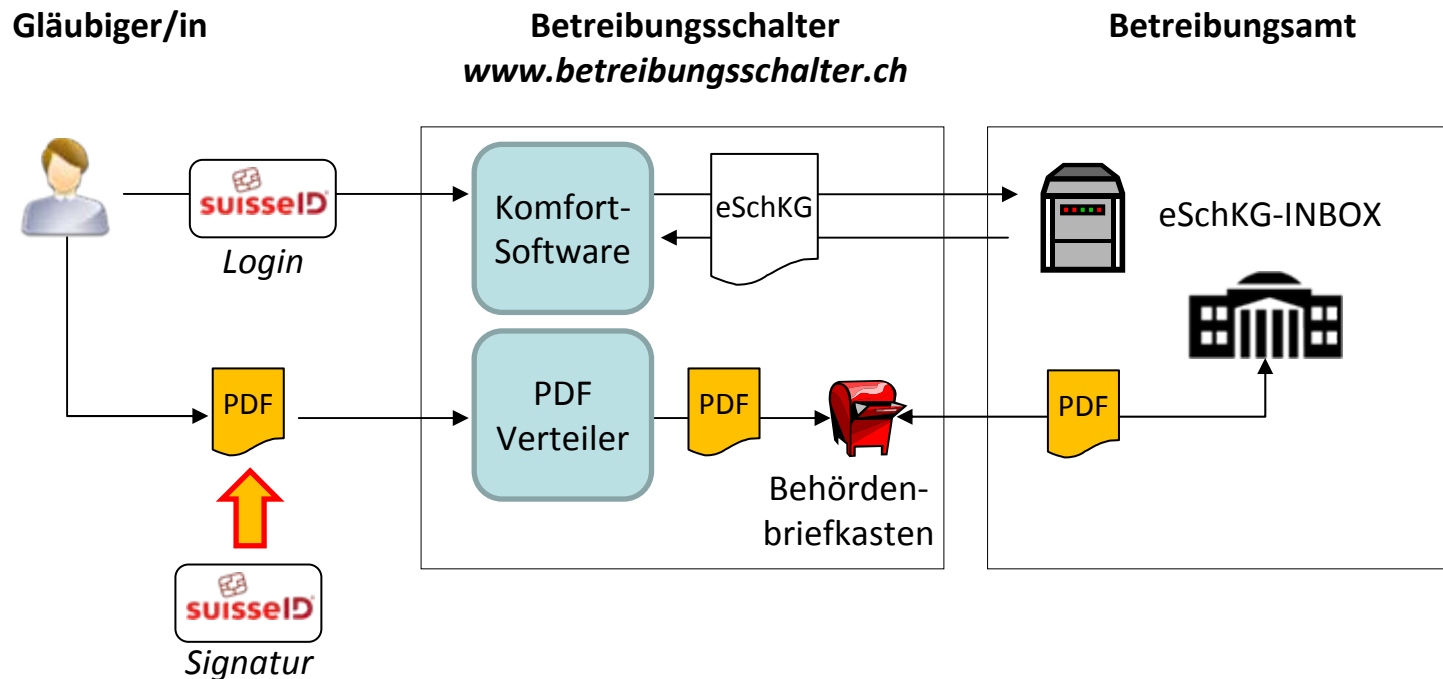 Gläubiger/in
Betreibungsschalter
www.betreibungsschalter.ch
Betreibungsamt
suisseID
Login
Komfort-
Software
eSchKG
eSchKG-INBOX
PDF
PDF
Verteiler
PDF
PDF
Behörden-
briefkasten
suisseID
Signatur